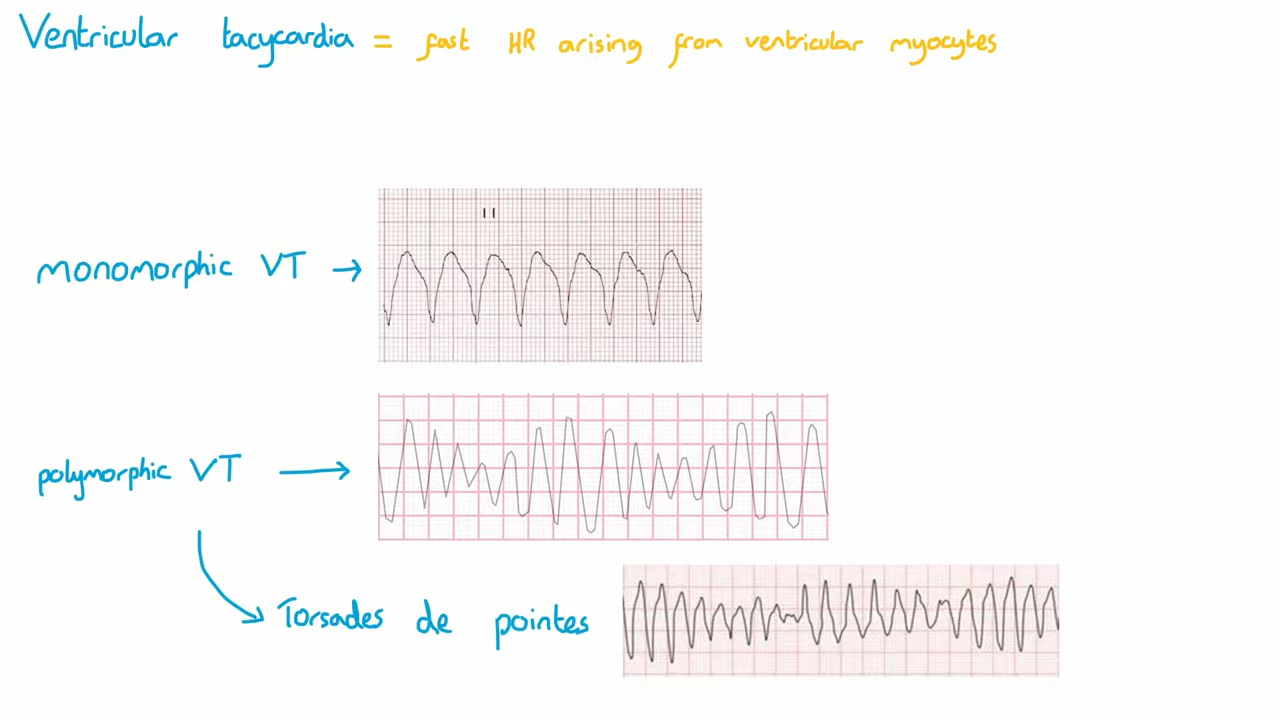 Ventricular tacycardia = fast HR arising from ventricular myocytes
II
monomorphic VT →
polymorphic VT →
Torsades de pointes